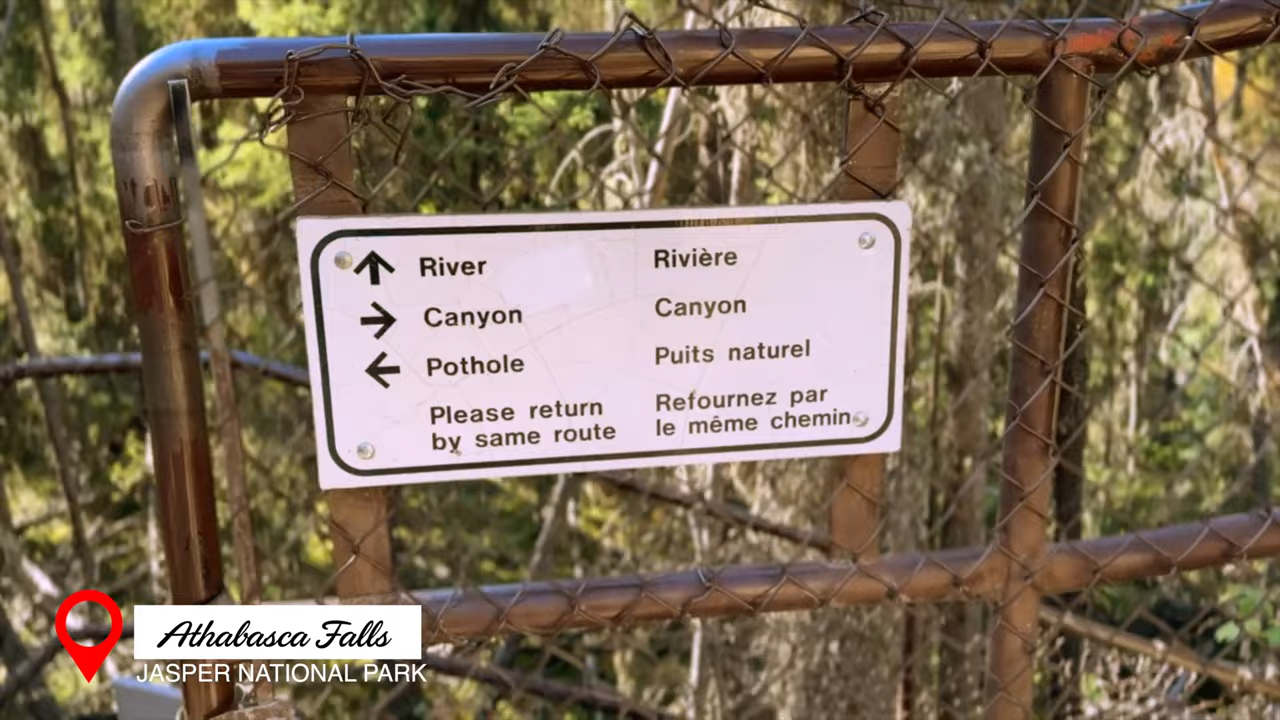 River Rivière
Canyon Canyon
Pothole Puits naturel
Please return
by same route
Refournez par
le même chemin
Athabasca Falls
JASPER NATIONAL PARK